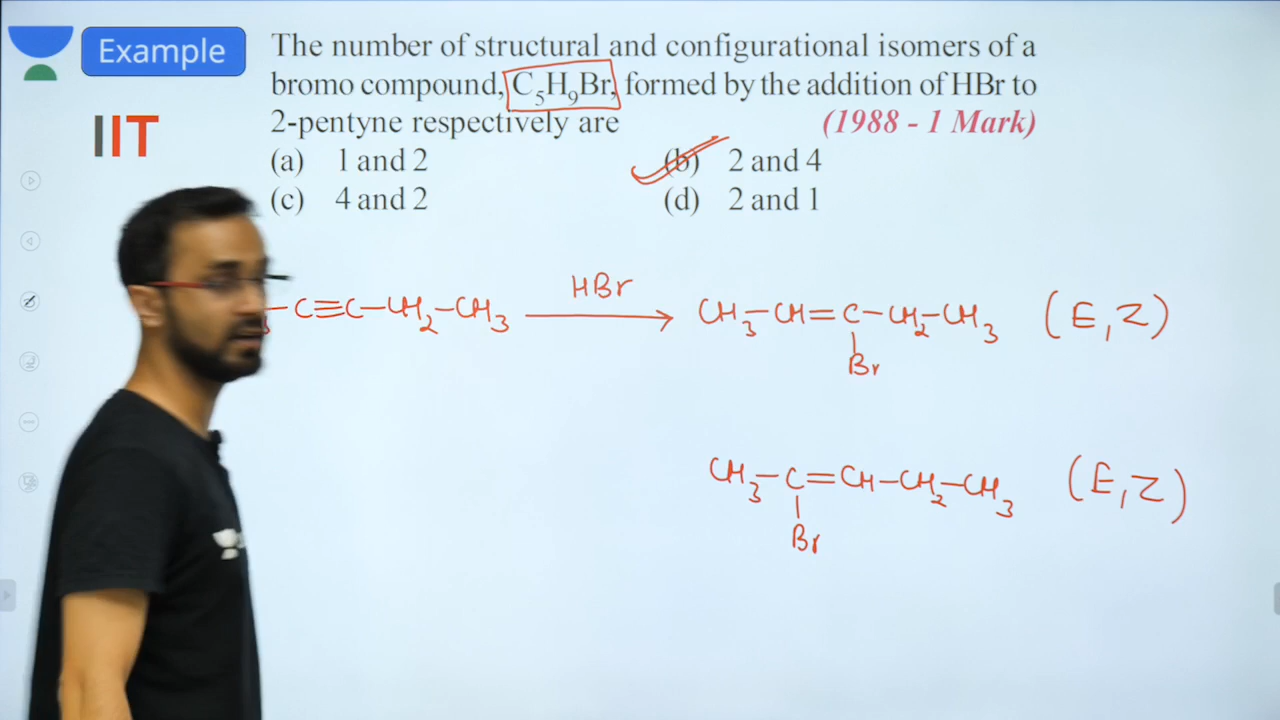 Example
The number of structural and configurational isomers of a
bromo compound, C₅H₉Br, formed by the addition of HBr to
2-pentyne respectively are
(1988 - 1 Mark)
IIT
(a) 1 and 2
(b) 2 and 4
(c) 4 and 2
(d) 2 and 1
HBr
–C≡C–CH₂–CH₃ → CH₃–CH=C–CH₂–CH₃ (E,Z)
Br
CH₃–C=CH–CH₂–CH₃ (E,Z)
Br